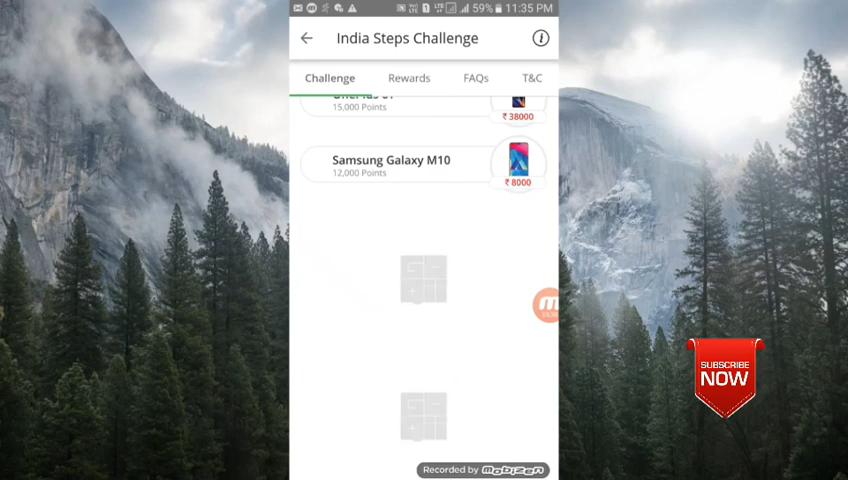 59% 11:35 PM
India Steps Challenge
Challenge Rewards FAQs T&C
15,000 Points
₹ 38000
Samsung Galaxy M10
12,000 Points
₹ 8000
SUBSCRIBE
NOW
Recorded by mobizen